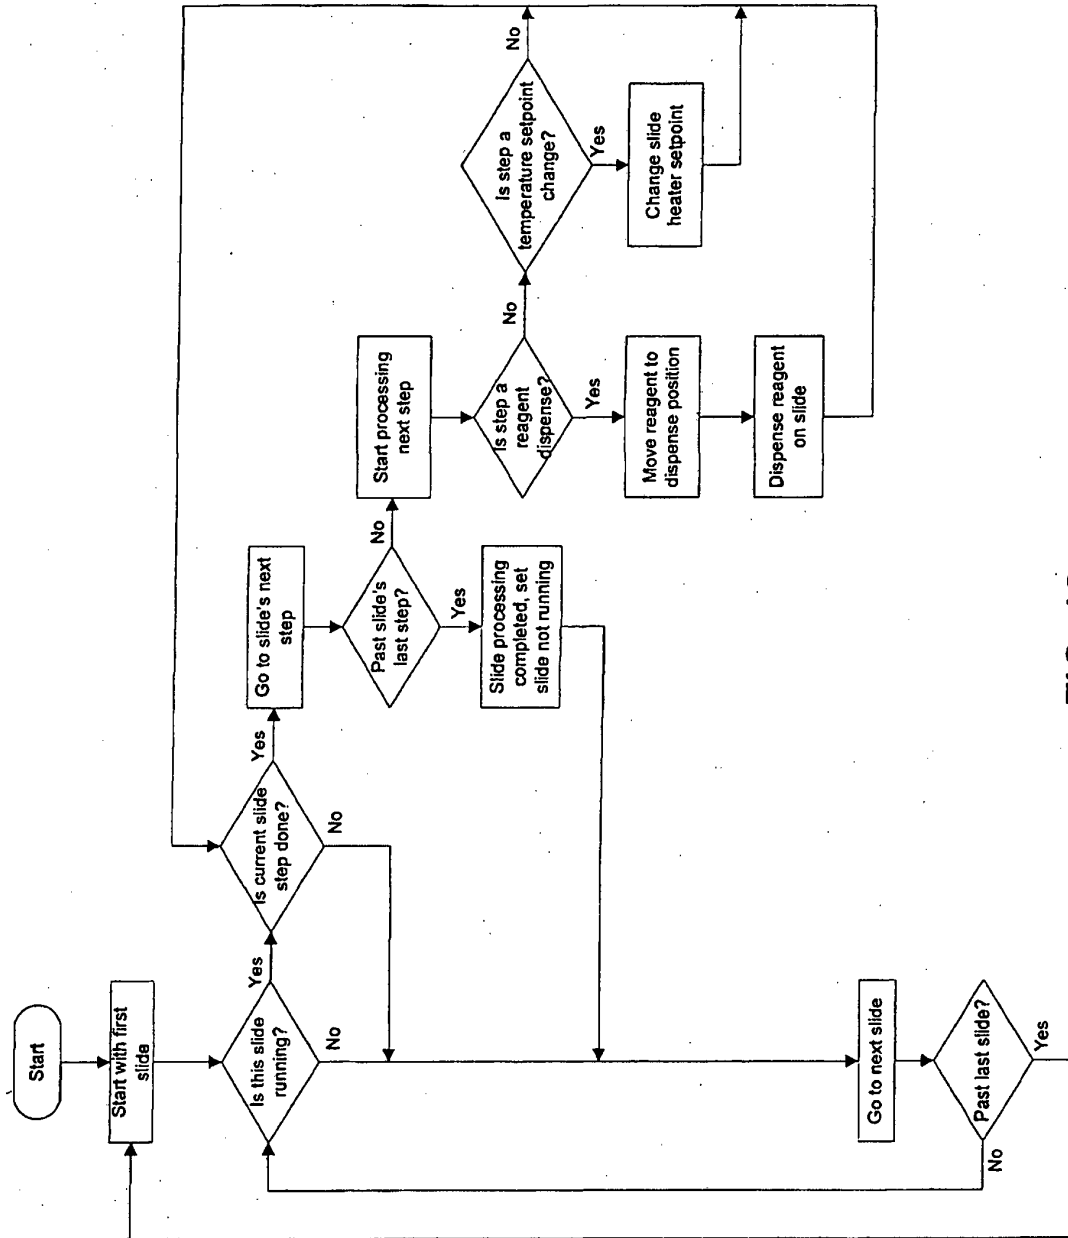 Start
Start with first
slide
Is this slide
running?
Yes
No
Is current slide
step done?
Yes
No
Go to slide's next
step
Past slide's
last step?
No
Yes
Slide processing
completed, set
slide not running
Start processing
next step
Is step a
reagent
dispense?
No
Yes
Move reagent to
dispense position
Dispense reagent
on slide
Is step a
temperature setpoint
change?
No
Yes
Change slide
heater setpoint
Go to next slide
Past last slide?
No
Yes